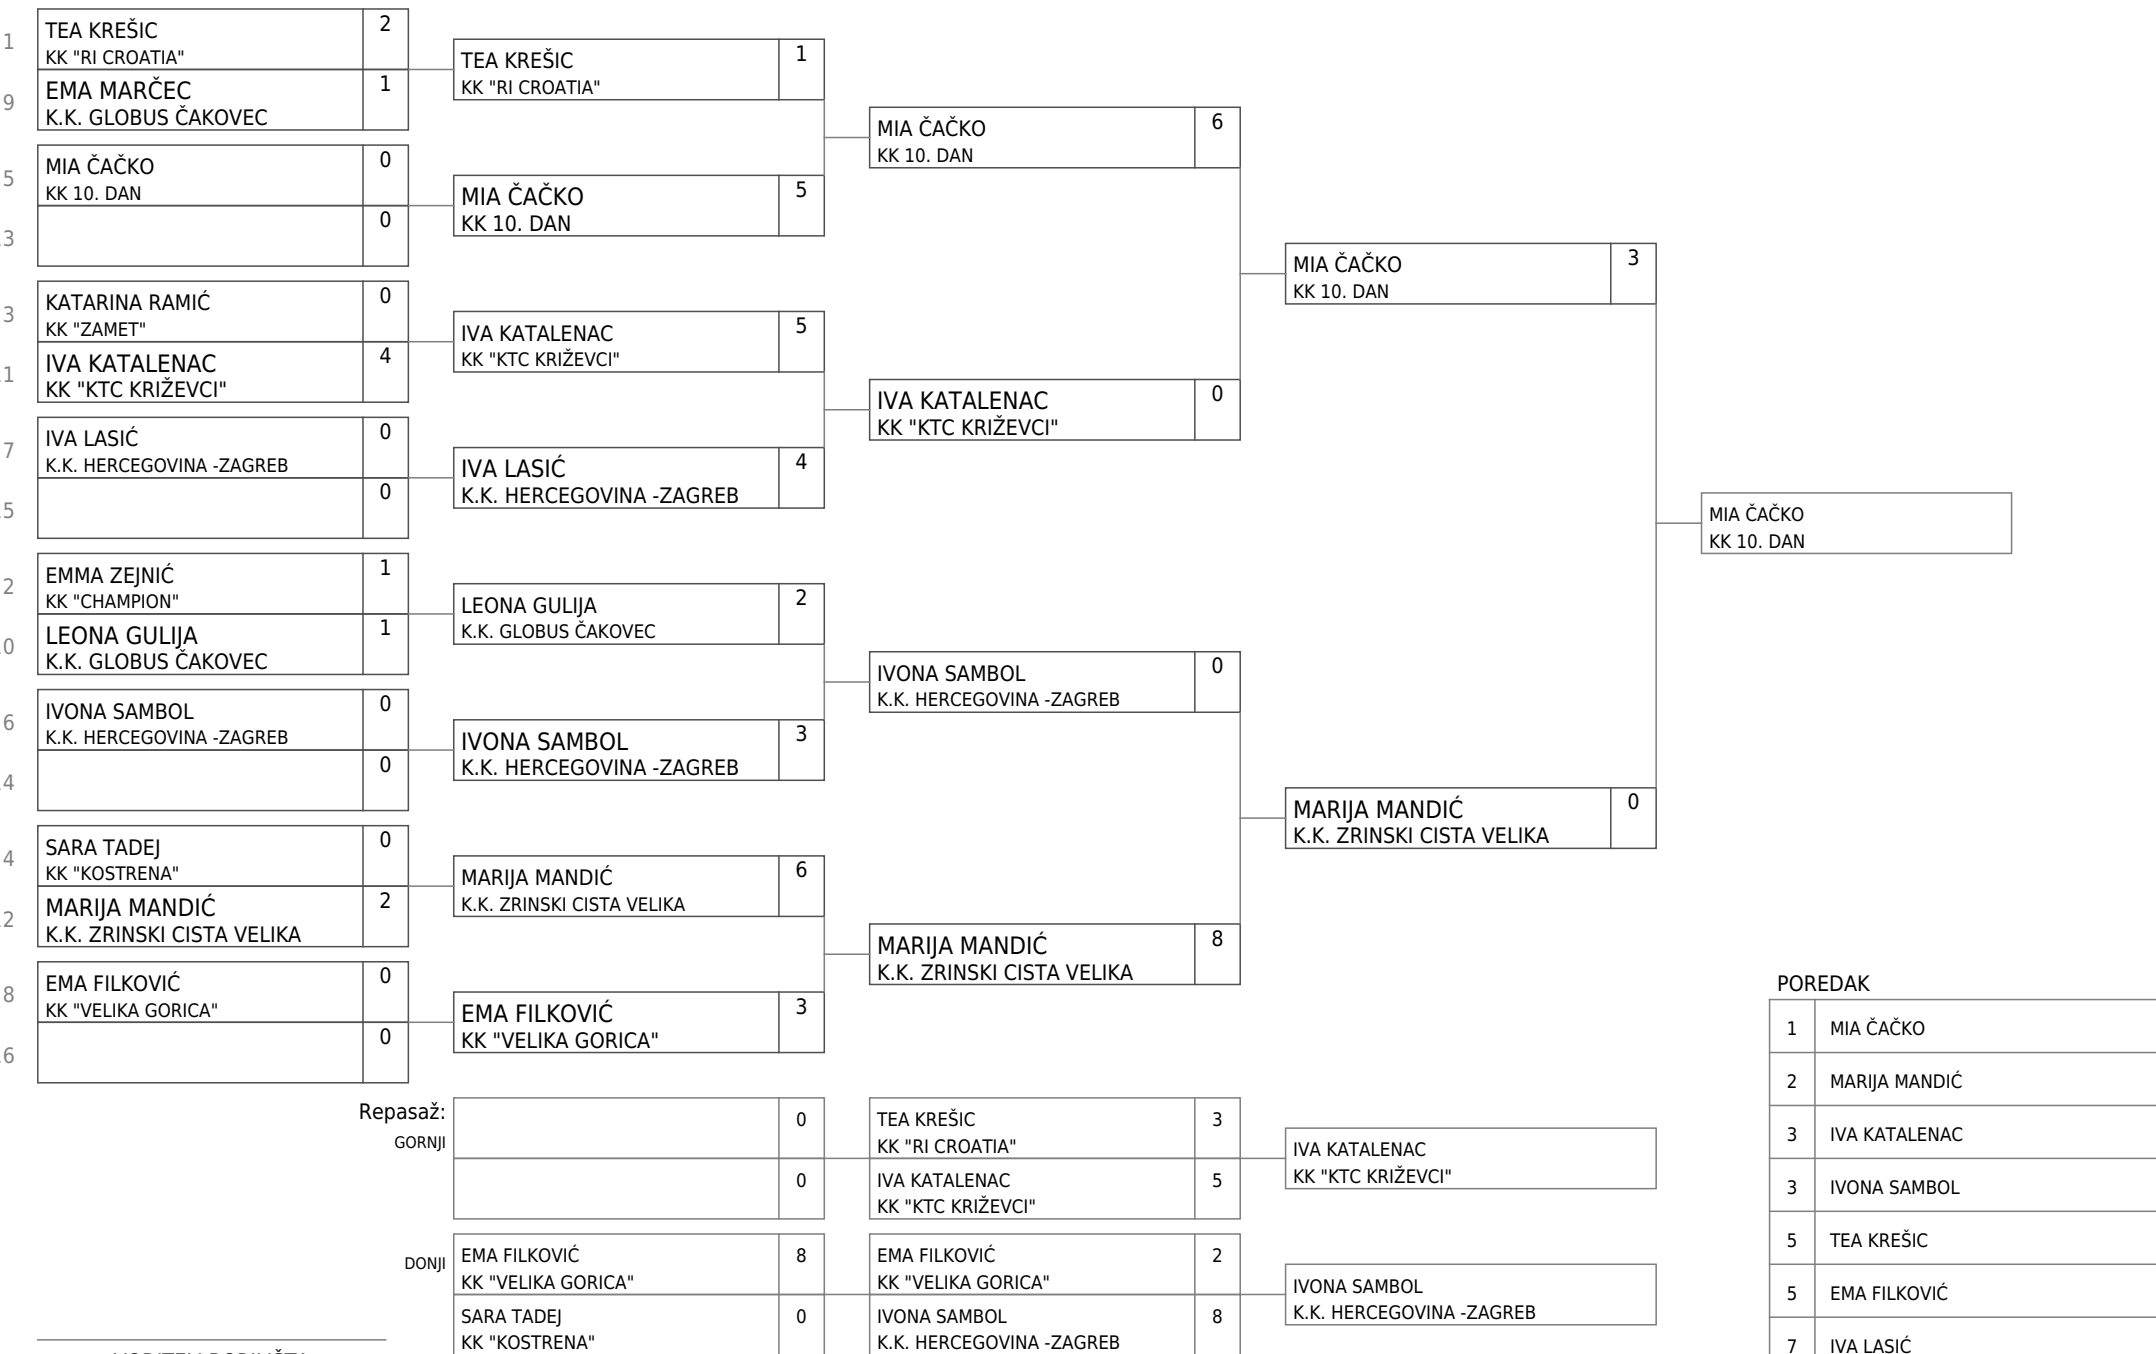 1
TEA KREŠIC
KK "RI CROATIA"
2
9
EMA MARČEC
K.K. GLOBUS ČAKOVEC
1
5
MIA ČAČKO
KK 10. DAN
0
3
0
3
KATARINA RAMIĆ
KK "ZAMET"
0
1
IVA KATALENAC
KK "KTC KRIŽEVCI"
4
7
IVA LASIĆ
K.K. HERCEGOVINA -ZAGREB
0
5
0
2
EMMA ZEJNIĆ
KK "CHAMPION"
1
0
LEONA GULIJA
K.K. GLOBUS ČAKOVEC
1
6
IVONA SAMBOL
K.K. HERCEGOVINA -ZAGREB
0
4
0
4
SARA TADEJ
KK "KOSTRENA"
0
2
MARIJA MANDIĆ
K.K. ZRINSKI CISTA VELIKA
2
8
EMA FILKOVIĆ
KK "VELIKA GORICA"
0
6
0
TEA KREŠIC
KK "RI CROATIA"
1
MIA ČAČKO
KK 10. DAN
5
IVA KATALENAC
KK "KTC KRIŽEVCI"
5
IVA LASIĆ
K.K. HERCEGOVINA -ZAGREB
4
LEONA GULIJA
K.K. GLOBUS ČAKOVEC
2
IVONA SAMBOL
K.K. HERCEGOVINA -ZAGREB
3
MARIJA MANDIĆ
K.K. ZRINSKI CISTA VELIKA
6
EMA FILKOVIĆ
KK "VELIKA GORICA"
3
MIA ČAČKO
KK 10. DAN
6
IVA KATALENAC
KK "KTC KRIŽEVCI"
0
IVONA SAMBOL
K.K. HERCEGOVINA -ZAGREB
0
MARIJA MANDIĆ
K.K. ZRINSKI CISTA VELIKA
8
MIA ČAČKO
KK 10. DAN
3
MARIJA MANDIĆ
K.K. ZRINSKI CISTA VELIKA
0
MIA ČAČKO
KK 10. DAN
Repasaž:
GORNJI
0
0
TEA KREŠIC
KK "RI CROATIA"
3
IVA KATALENAC
KK "KTC KRIŽEVCI"
5
IVA KATALENAC
KK "KTC KRIŽEVCI"
DONJI
EMA FILKOVIĆ
KK "VELIKA GORICA"
8
SARA TADEJ
KK "KOSTRENA"
0
EMA FILKOVIĆ
KK "VELIKA GORICA"
2
IVONA SAMBOL
K.K. HERCEGOVINA -ZAGREB
8
IVONA SAMBOL
K.K. HERCEGOVINA -ZAGREB
POREDAK
1 MIA ČAČKO
2 MARIJA MANDIĆ
3 IVA KATALENAC
3 IVONA SAMBOL
5 TEA KREŠIC
5 EMA FILKOVIĆ
7 IVA LASIĆ